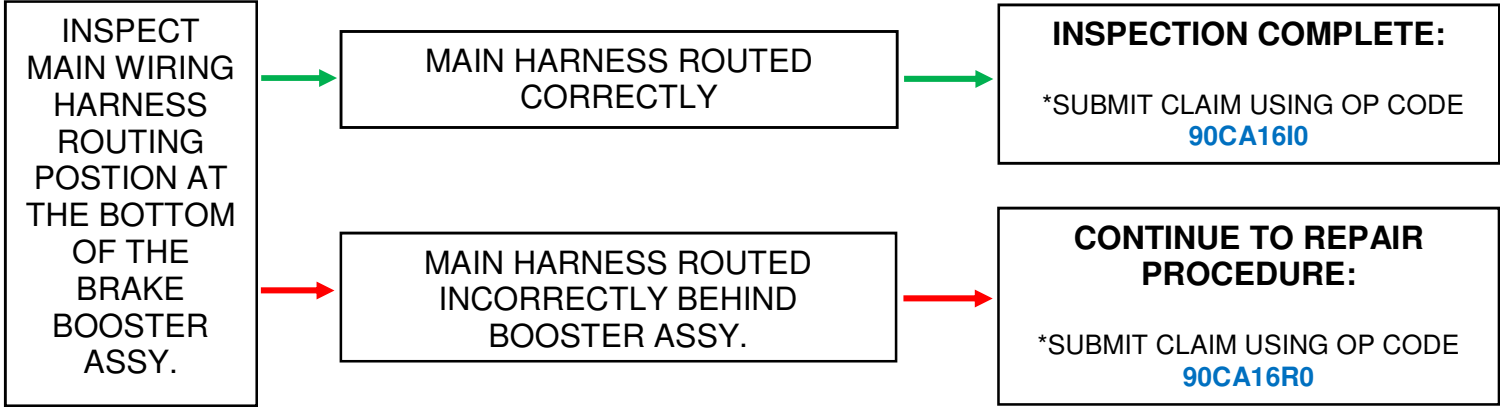 INSPECT
MAIN WIRING
HARNESS
ROUTING
POSTION AT
THE BOTTOM
OF THE
BRAKE
BOOSTER
ASSY.
MAIN HARNESS ROUTED
CORRECTLY
INSPECTION COMPLETE:
*SUBMIT CLAIM USING OP CODE
90CA16I0
MAIN HARNESS ROUTED
INCORRECTLY BEHIND
BOOSTER ASSY.
CONTINUE TO REPAIR
PROCEDURE:
*SUBMIT CLAIM USING OP CODE
90CA16R0